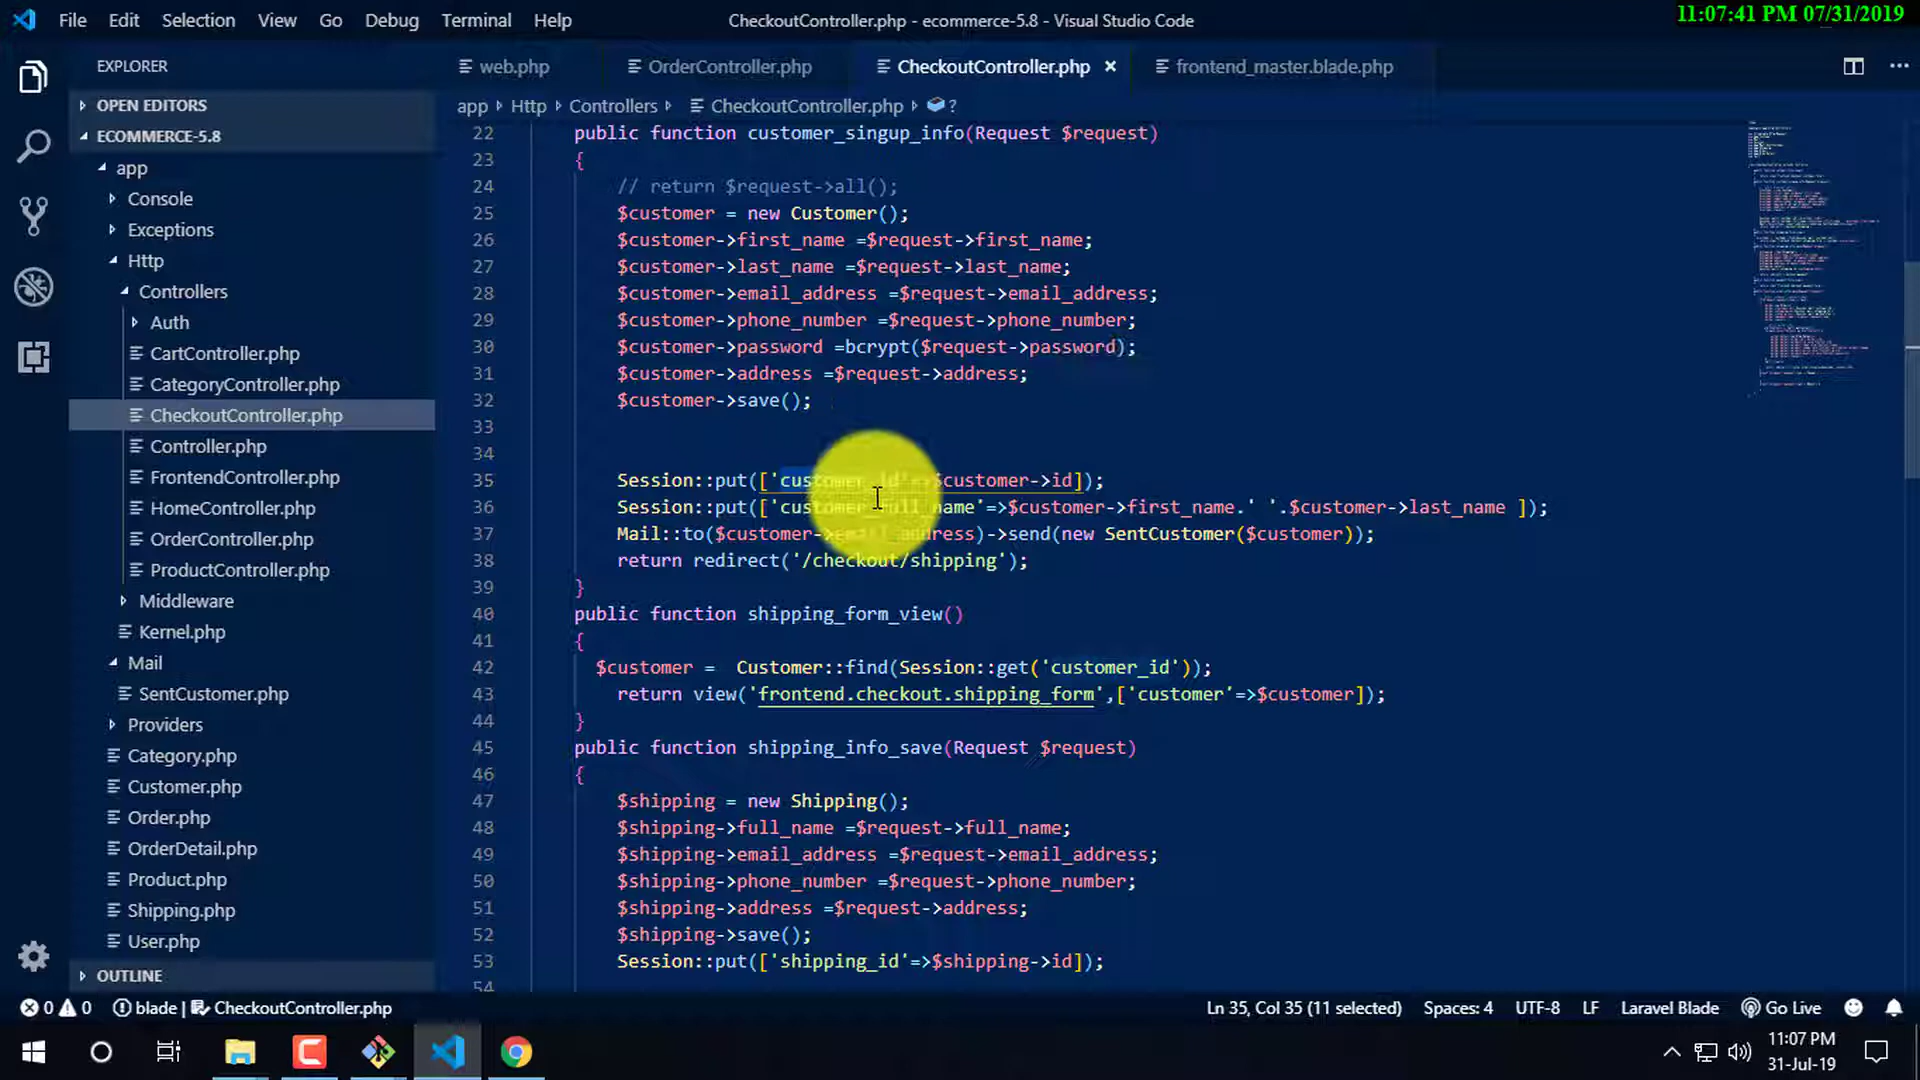 File Edit Selection View Go Debug Terminal Help
CheckoutController.php - ecommerce-5.8 - Visual Studio Code
11:07:41 PM 07/31/2019
EXPLORER
OPEN EDITORS
ECOMMERCE-5.8
app
Console
Exceptions
Http
Controllers
Auth
CartController.php
CategoryController.php
CheckoutController.php
Controller.php
FrontendController.php
HomeController.php
OrderController.php
ProductController.php
Middleware
Kernel.php
Mail
SentCustomer.php
Providers
Category.php
Customer.php
Order.php
OrderDetail.php
Product.php
Shipping.php
User.php
OUTLINE
web.php OrderController.php CheckoutController.php × frontend_master.blade.php
app › Http › Controllers › CheckoutController.php › ?
22 public function customer_singup_info(Request $request)
23 {
24 // return $request->all();
25 $customer = new Customer();
26 $customer->first_name =$request->first_name;
27 $customer->last_name =$request->last_name;
28 $customer->email_address =$request->email_address;
29 $customer->phone_number =$request->phone_number;
30 $customer->password =bcrypt($request->password);
31 $customer->address =$request->address;
32 $customer->save();
33
34
35 Session::put(['customer_id'=>$customer->id]);
36 Session::put(['customer_full_name'=>$customer->first_name.' '.$customer->last_name ]);
37 Mail::to($customer->email_address)->send(new SentCustomer($customer));
38 return redirect('/checkout/shipping');
39 }
40 public function shipping_form_view()
41 {
42 $customer = Customer::find(Session::get('customer_id'));
43 return view('frontend.checkout.shipping_form',['customer'=>$customer]);
44 }
45 public function shipping_info_save(Request $request)
46 {
47 $shipping = new Shipping();
48 $shipping->full_name =$request->full_name;
49 $shipping->email_address =$request->email_address;
50 $shipping->phone_number =$request->phone_number;
51 $shipping->address =$request->address;
52 $shipping->save();
53 Session::put(['shipping_id'=>$shipping->id]);
54
0 0 blade | CheckoutController.php
Ln 35, Col 35 (11 selected) Spaces: 4 UTF-8 LF Laravel Blade Go Live
11:07 PM
31-Jul-19